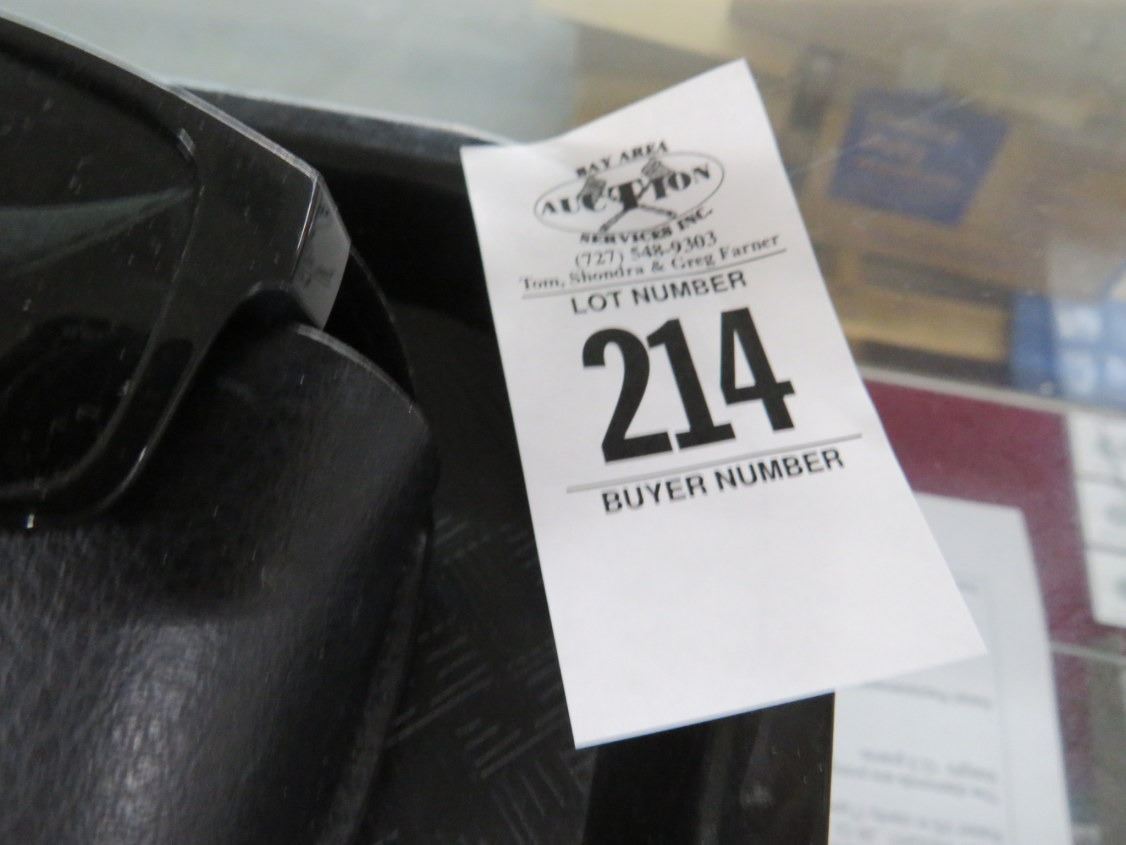 BAY AREA
AUCTION
SERVICES INC.
(727) 548-9303
Tom, Shondra & Greg Farner
LOT NUMBER
214
BUYER NUMBER